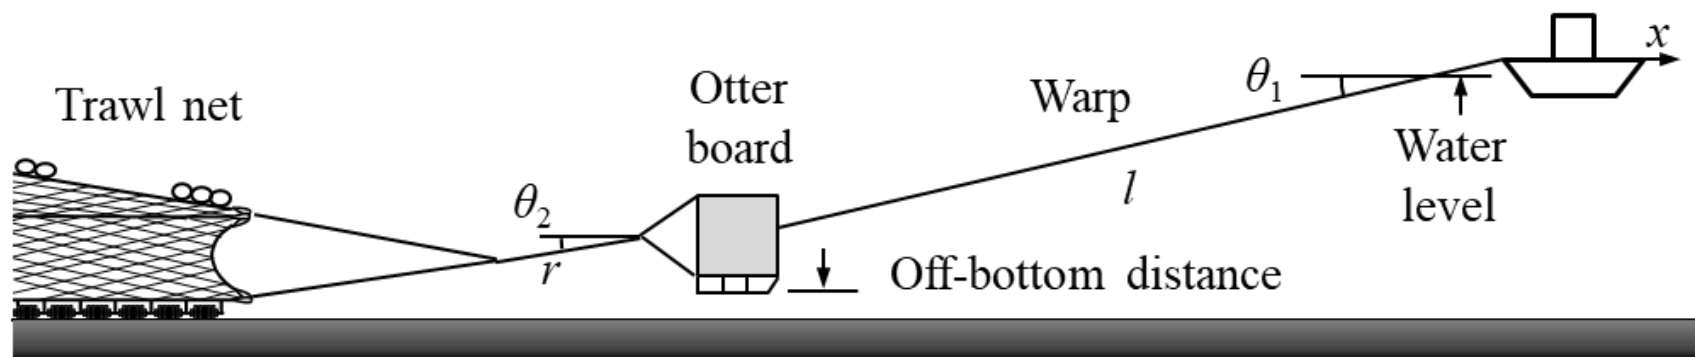 x
Otter
board
θ1
Warp
Trawl net
Water
level
θ2
l
r
Off-bottom distance